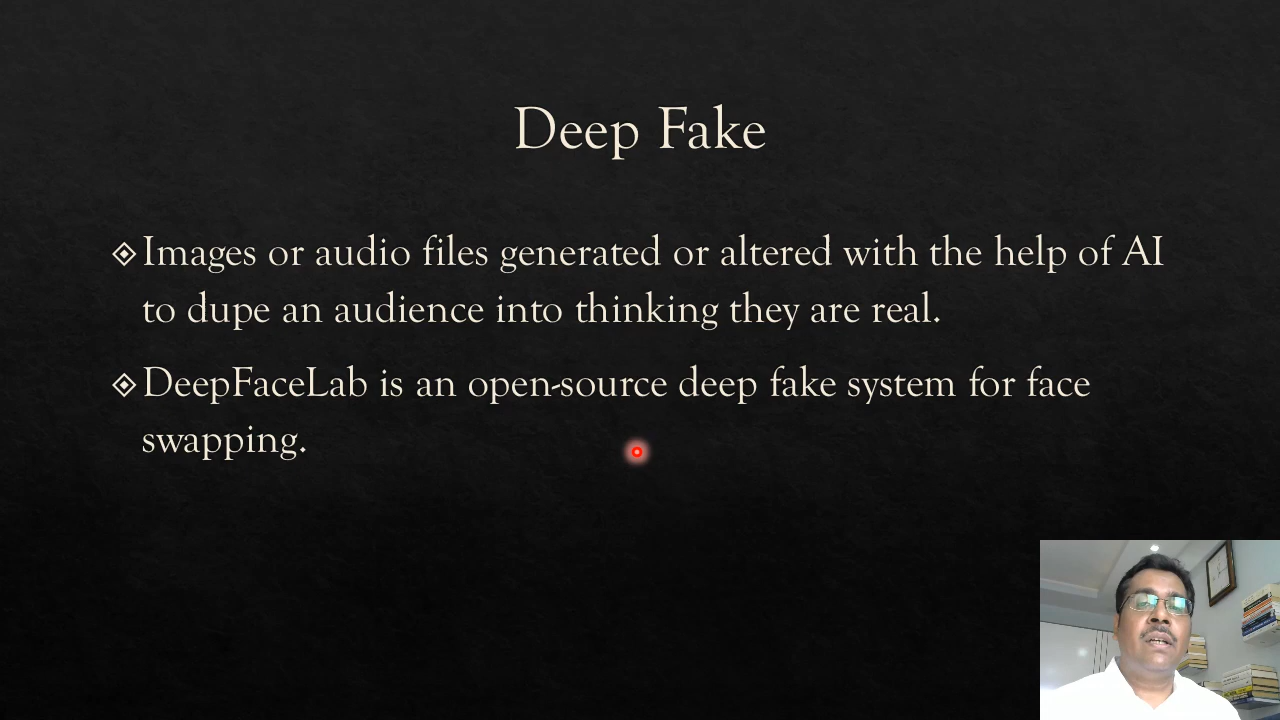 Deep Fake
Images or audio files generated or altered with the help of AI
to dupe an audience into thinking they are real.
DeepFaceLab is an open-source deep fake system for face
swapping.